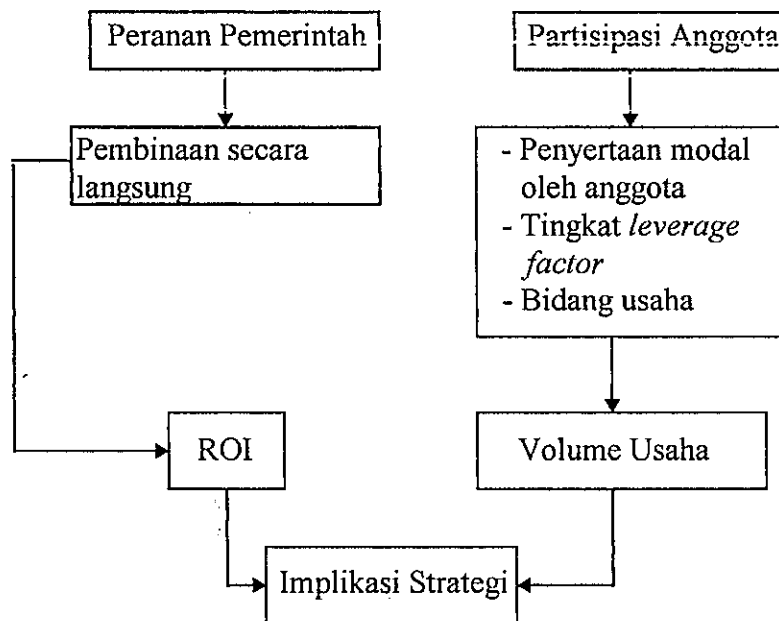 Peranan Pemerintah
Partisipasi Anggota
Pembinaan secara
langsung
- Penyertaan modal
oleh anggota
- Tingkat leverage
factor
- Bidang usaha
ROI
Volume Usaha
Implikasi Strategi